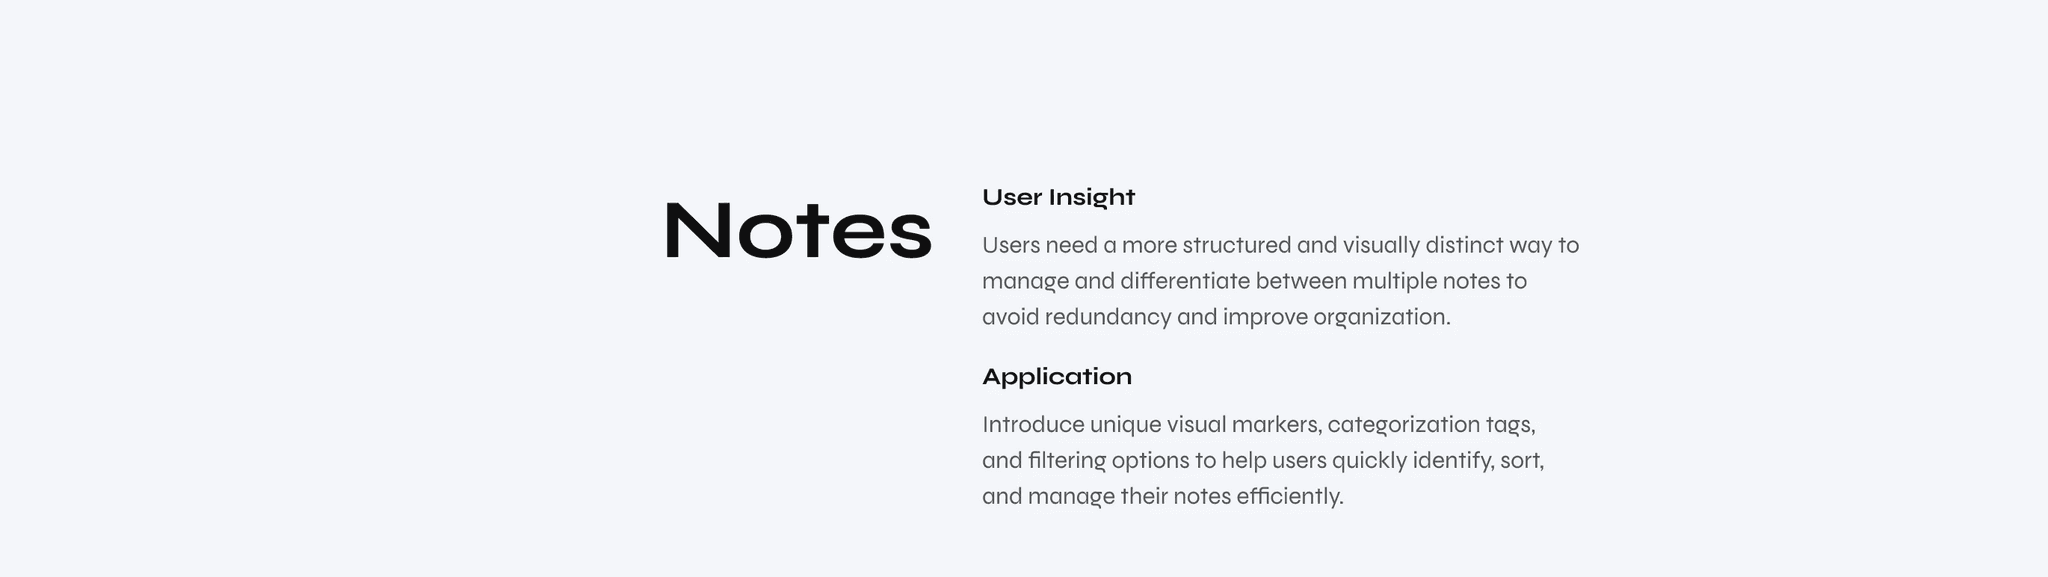 Notes
User Insight
Users need a more structured and visually distinct way to
manage and differentiate between multiple notes to
avoid redundancy and improve organization.
Application
Introduce unique visual markers, categorization tags,
and filtering options to help users quickly identify, sort,
and manage their notes efficiently.